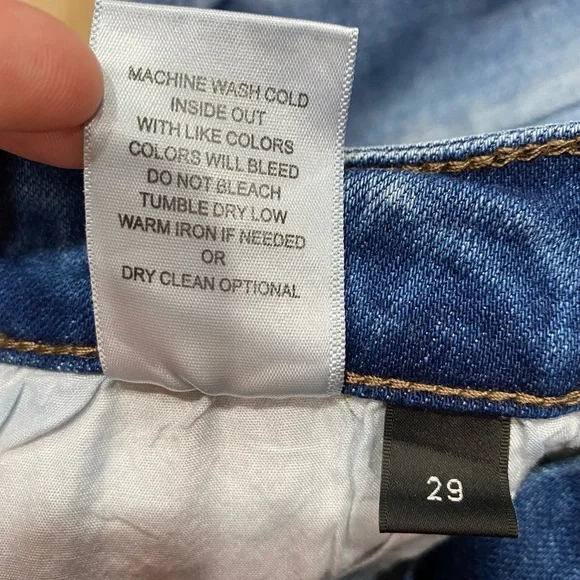 MACHINE WASH COLD
INSIDE OUT
WITH LIKE COLORS
COLORS WILL BLEED
DO NOT BLEACH
TUMBLE DRY LOW
WARM IRON IF NEEDED
OR
DRY CLEAN OPTIONAL
29